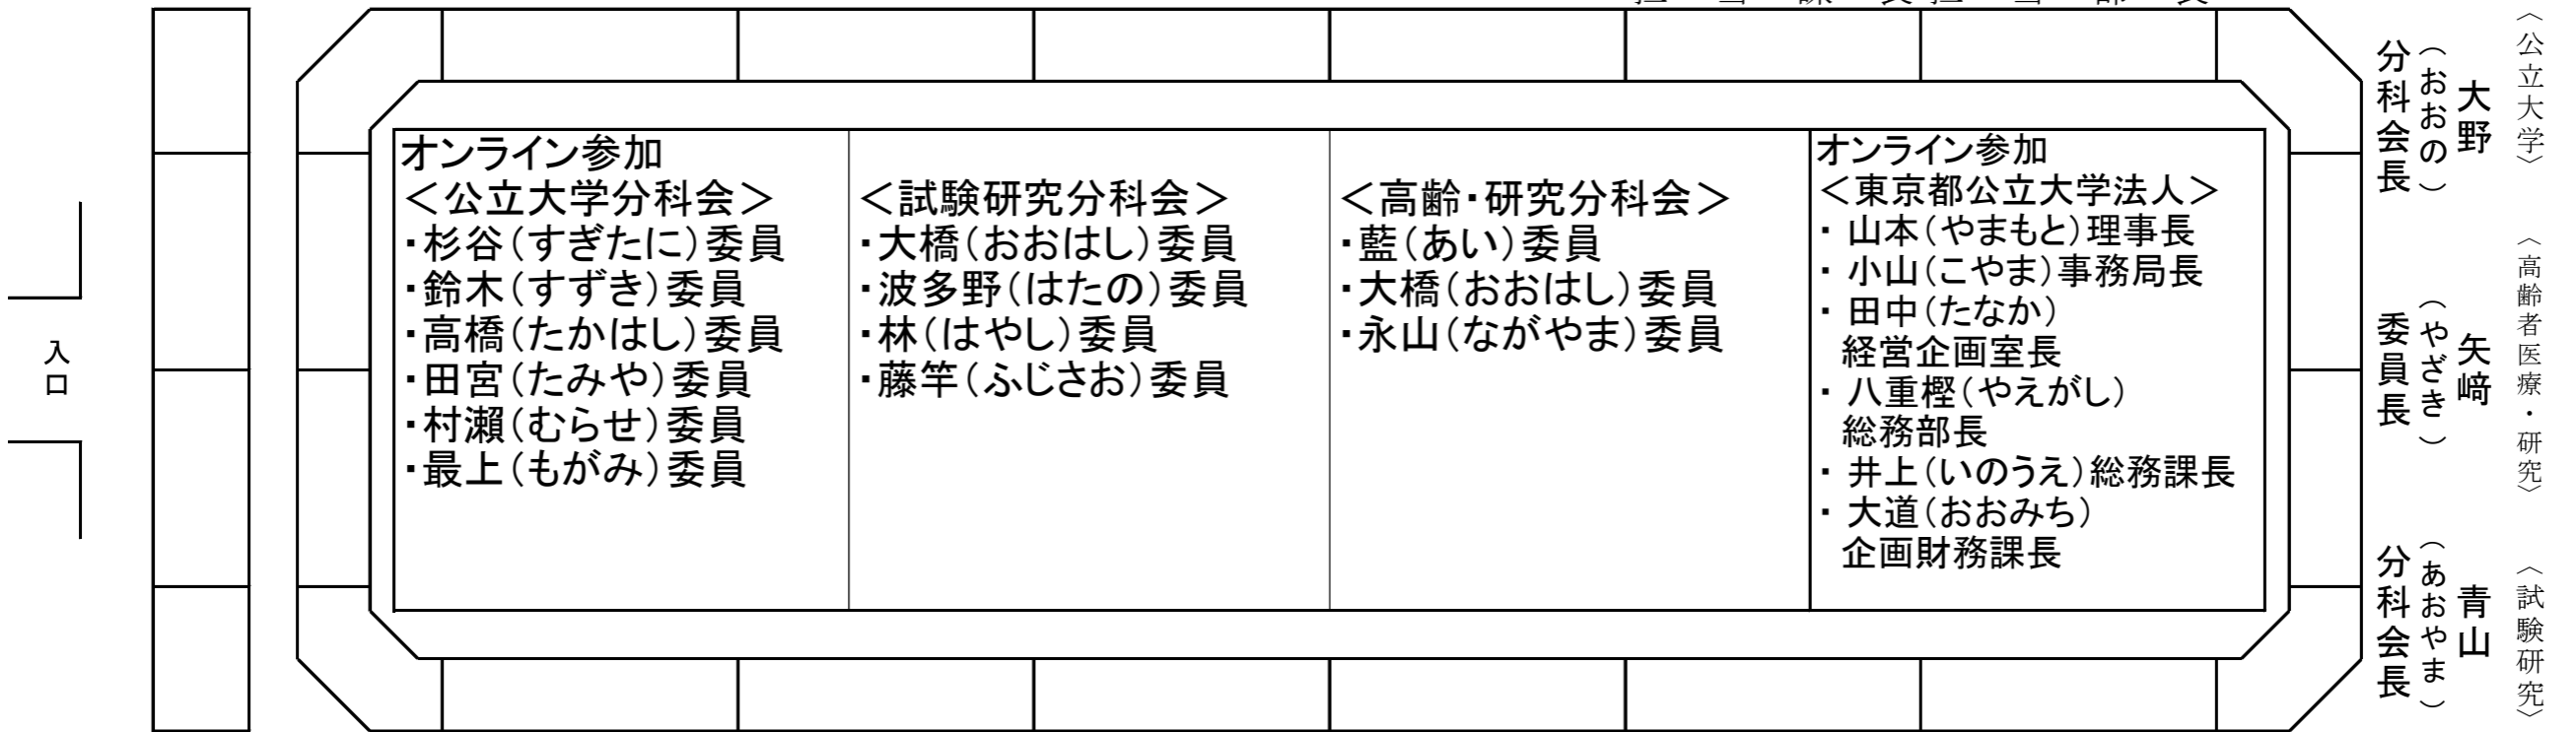 オンライン参加
＜公立大学分科会＞
・杉谷（すぎたに）委員
・鈴木（すずき）委員
・高橋（たかはし）委員
・田宮（たみや）委員
・村瀬（むらせ）委員
・最上（もがみ）委員
＜試験研究分科会＞
・大橋（おおはし）委員
・波多野（はたの）委員
・林（はやし）委員
・藤竿（ふじさお）委員
＜高齢・研究分科会＞
・藍（あい）委員
・大橋（おおはし）委員
・永山（ながやま）委員
オンライン参加
＜東京都公立大学法人＞
・ 山本（やまもと）理事長
・ 小山（こやま）事務局長
・ 田中（たなか）
経営企画室長
・ 八重樫（やえがし）
総務部長
・ 井上（いのうえ）総務課長
・ 大道（おおみち）
企画財務課長
〈公立大学〉
大野
（おおの）
分科会長
〈高齢者医療・研究〉
矢﨑
（やざき）
委員長
〈試験研究〉
青山
（あおやま）
分科会長
入口